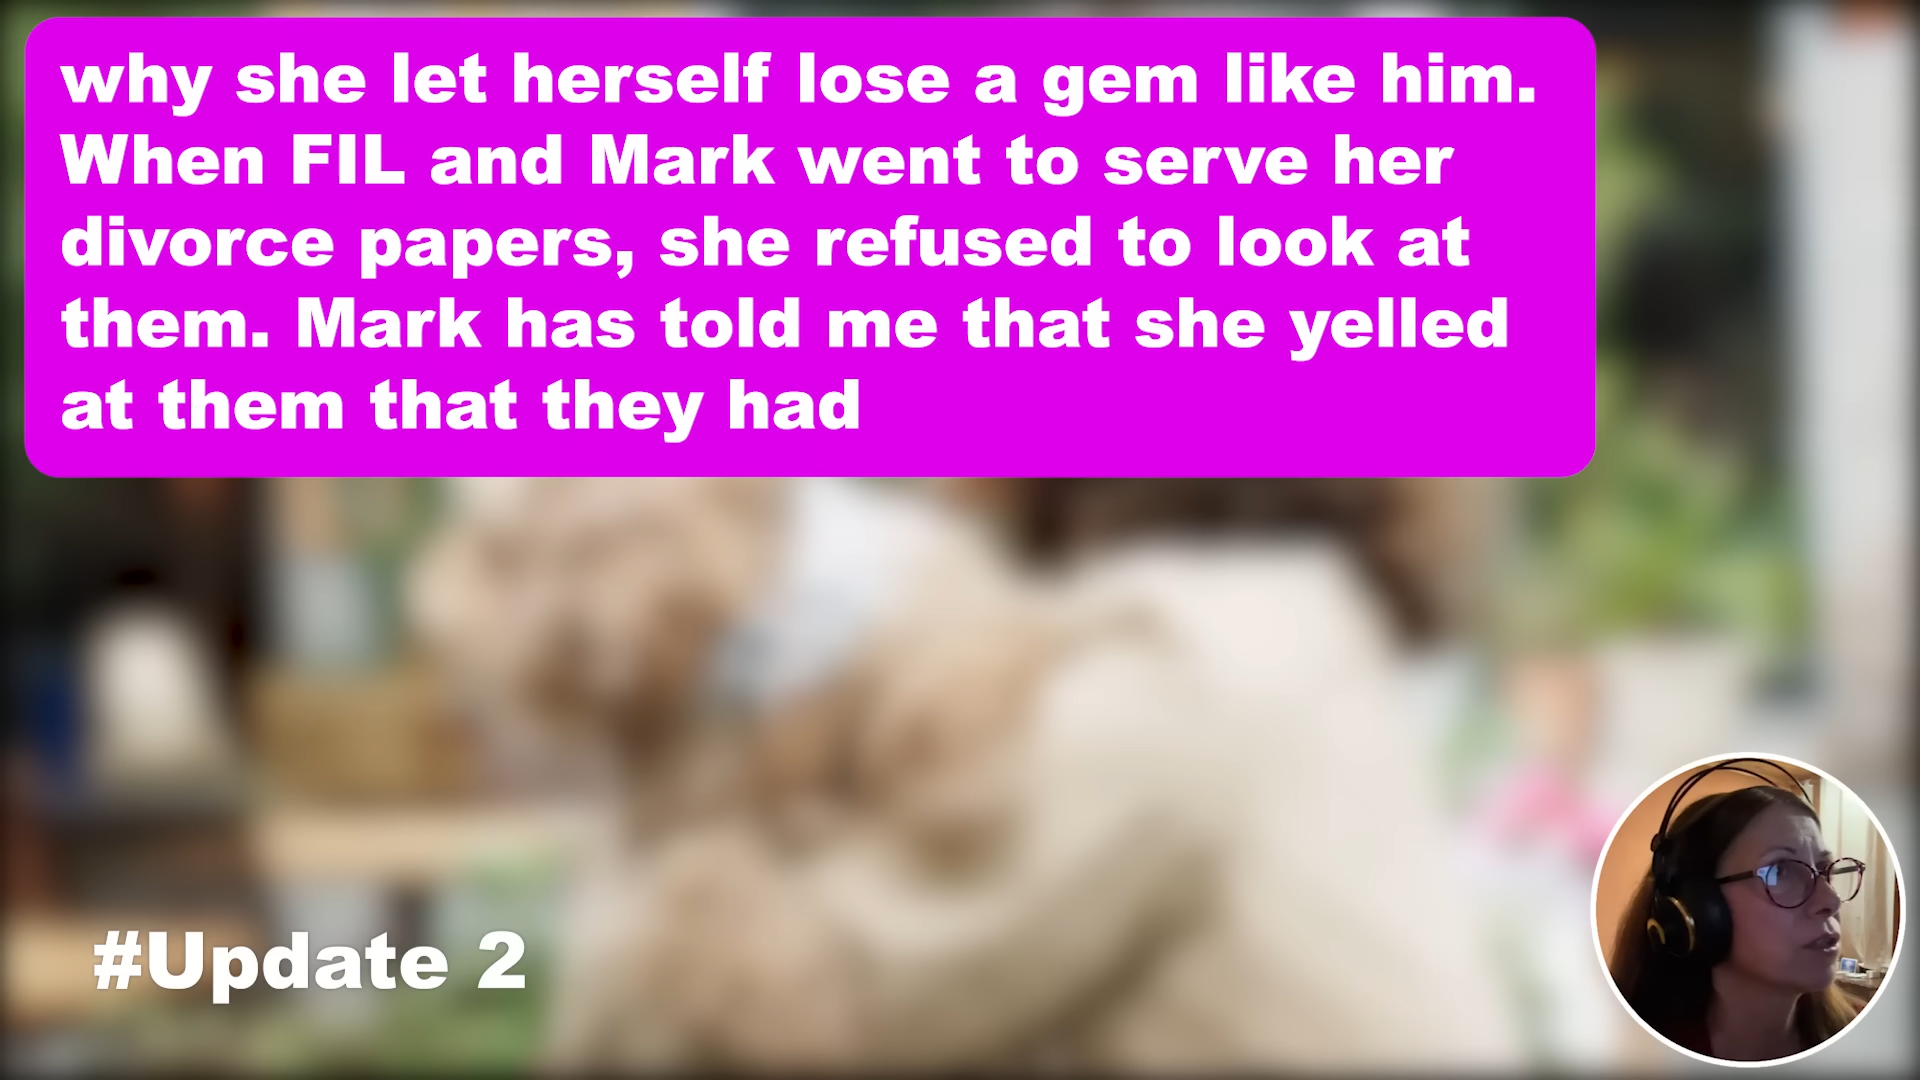 why she let herself lose a gem like him.
When FIL and Mark went to serve her
divorce papers, she refused to look at
them. Mark has told me that she yelled
at them that they had
#Update 2